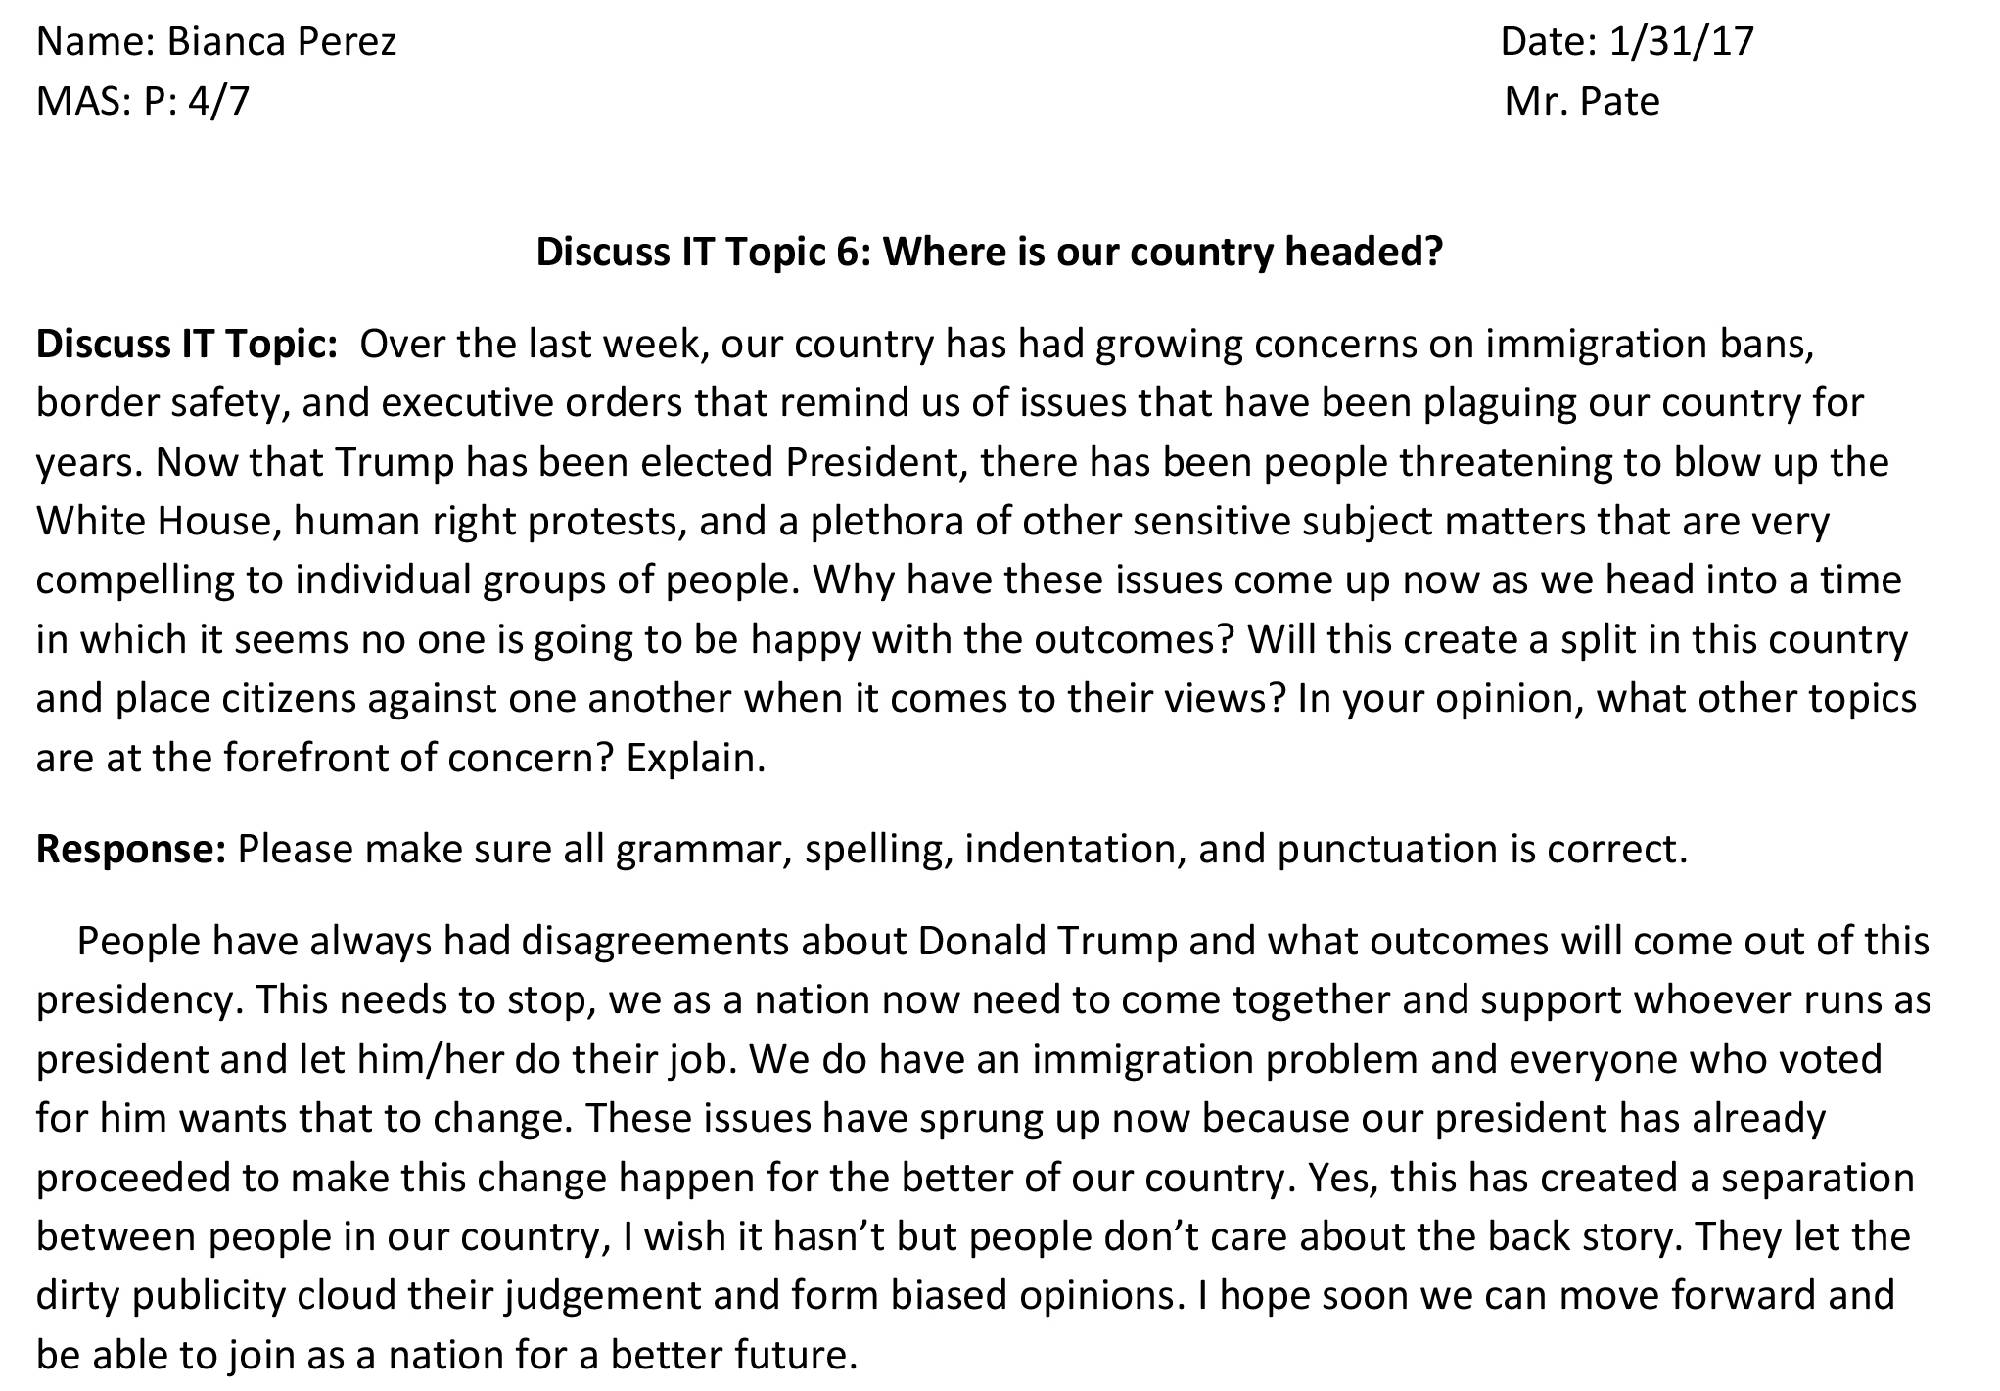 Name: Bianca Perez Date: 1/31/17
MAS: P: 4/7 Mr. Pate
Discuss IT Topic 6: Where is our country headed?
Discuss IT Topic: Over the last week, our country has had growing concerns on immigration bans,
border safety, and executive orders that remind us of issues that have been plaguing our country for
years. Now that Trump has been elected President, there has been people threatening to blow up the
White House, human right protests, and a plethora of other sensitive subject matters that are very
compelling to individual groups of people. Why have these issues come up now as we head into a time
in which it seems no one is going to be happy with the outcomes? Will this create a split in this country
and place citizens against one another when it comes to their views? In your opinion, what other topics
are at the forefront of concern? Explain.
Response: Please make sure all grammar, spelling, indentation, and punctuation is correct.
People have always had disagreements about Donald Trump and what outcomes will come out of this
presidency. This needs to stop, we as a nation now need to come together and support whoever runs as
president and let him/her do their job. We do have an immigration problem and everyone who voted
for him wants that to change. These issues have sprung up now because our president has already
proceeded to make this change happen for the better of our country. Yes, this has created a separation
between people in our country, I wish it hasn’t but people don’t care about the back story. They let the
dirty publicity cloud their judgement and form biased opinions. I hope soon we can move forward and
be able to join as a nation for a better future.